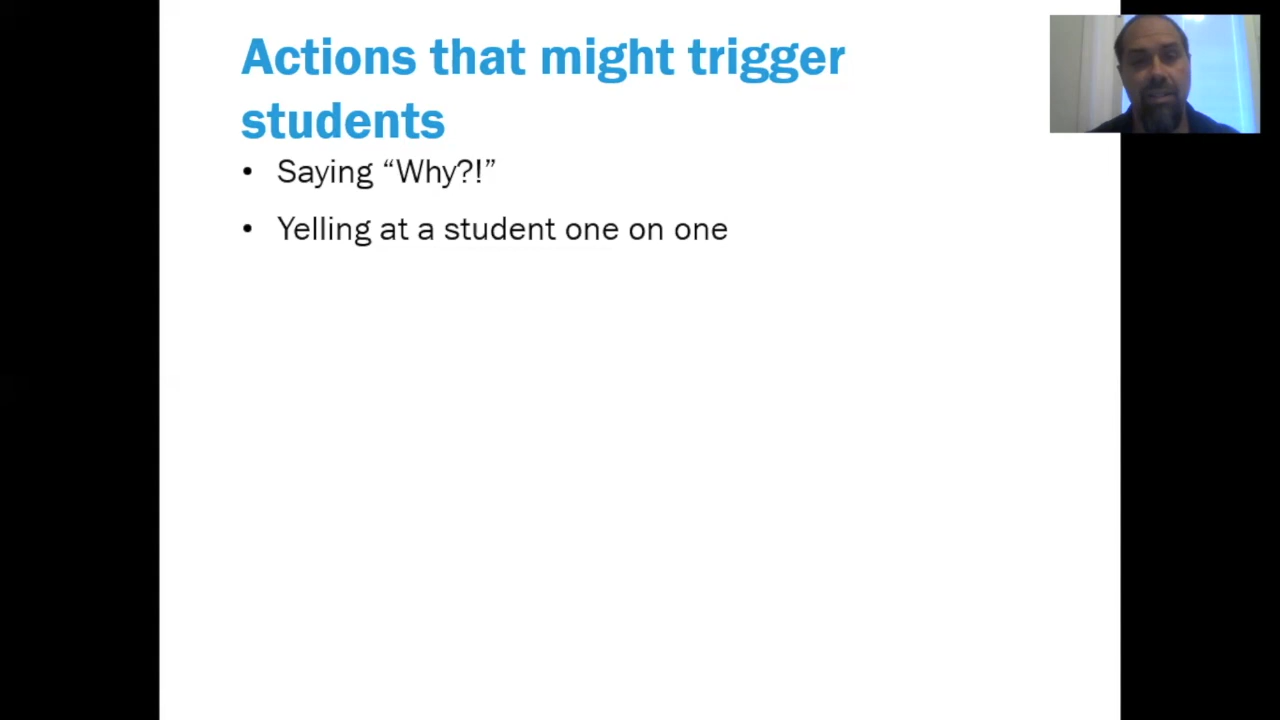 Actions that might trigger
students
• Saying “Why?!”
• Yelling at a student one on one